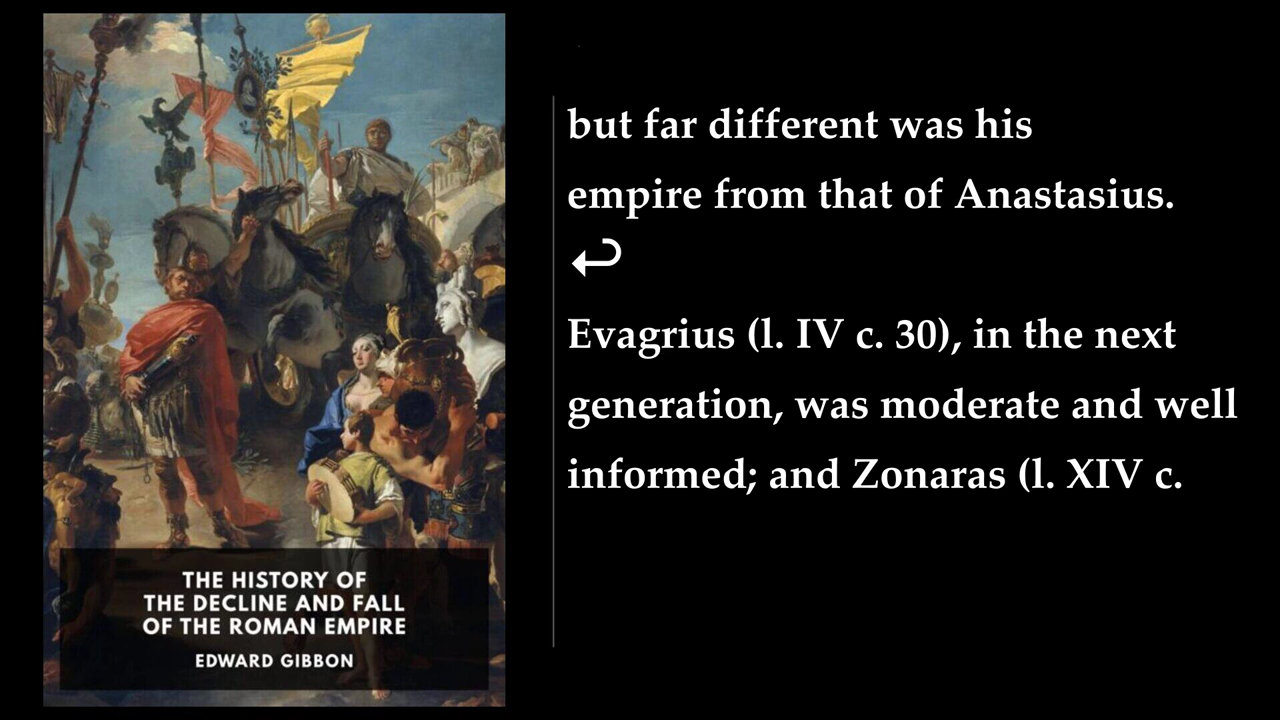 THE HISTORY OF
THE DECLINE AND FALL
OF THE ROMAN EMPIRE
EDWARD GIBBON
but far different was his
empire from that of Anastasius.
↩
Evagrius (l. IV c. 30), in the next
generation, was moderate and well
informed; and Zonaras (l. XIV c.